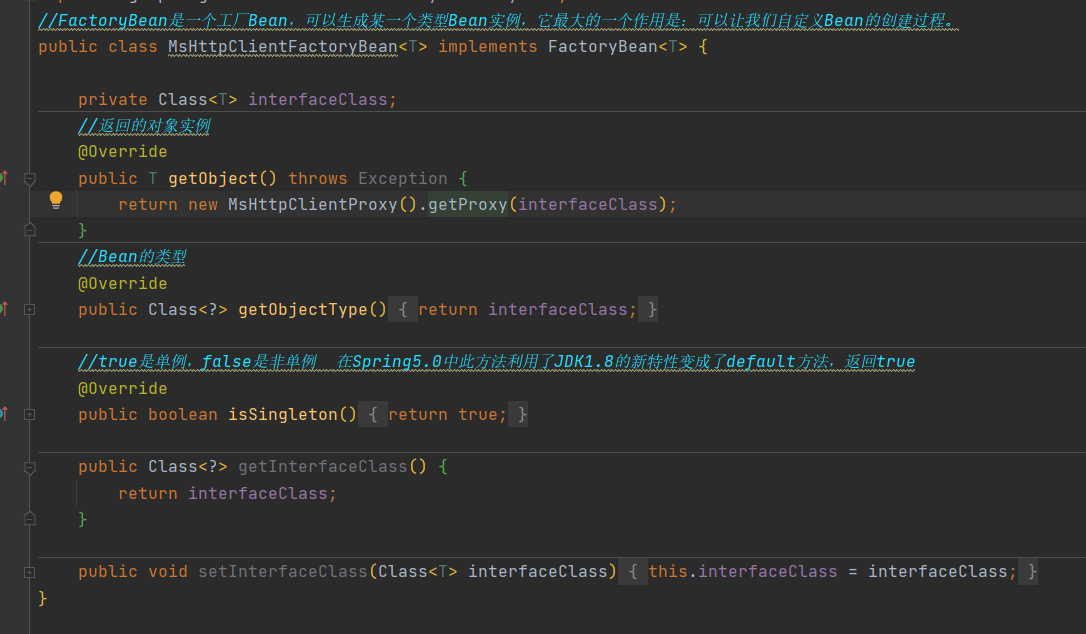 //FactoryBean是一个工厂Bean，可以生成某一个类型Bean实例，它最大的一个作用是：可以让我们自定义Bean的创建过程。
public class MsHttpClientFactoryBean<T> implements FactoryBean<T> {
private Class<T> interfaceClass;
//返回的对象实例
@Override
public T getObject() throws Exception {
return new MsHttpClientProxy().getProxy(interfaceClass);
}
//Bean的类型
@Override
public Class<?> getObjectType() { return interfaceClass; }
//true是单例，false是非单例  在Spring5.0中此方法利用了JDK1.8的新特性变成了default方法，返回true
@Override
public boolean isSingleton() { return true; }
public Class<?> getInterfaceClass() {
return interfaceClass;
}
public void setInterfaceClass(Class<T> interfaceClass) { this.interfaceClass = interfaceClass; }
}